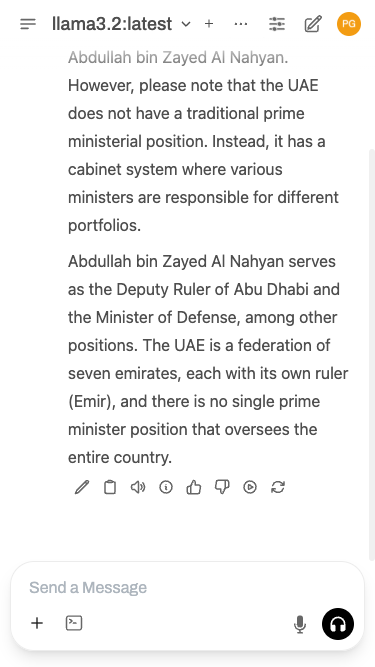 llama3.2:latest
PG
Abdullah bin Zayed Al Nahyan.
However, please note that the UAE
does not have a traditional prime
ministerial position. Instead, it has a
cabinet system where various
ministers are responsible for different
portfolios.
Abdullah bin Zayed Al Nahyan serves
as the Deputy Ruler of Abu Dhabi and
the Minister of Defense, among other
positions. The UAE is a federation of
seven emirates, each with its own ruler
(Emir), and there is no single prime
minister position that oversees the
entire country.
Send a Message